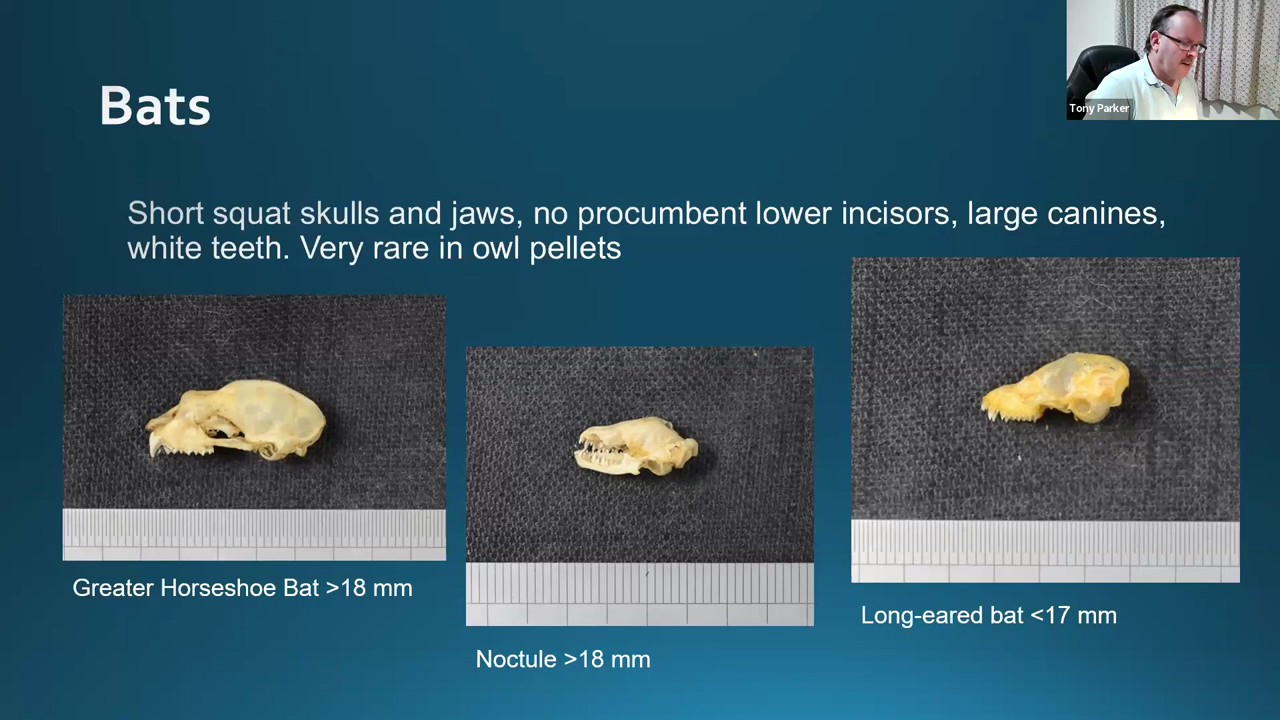 Tony Parker
Bats
Short squat skulls and jaws, no procumbent lower incisors, large canines,
white teeth. Very rare in owl pellets
Greater Horseshoe Bat >18 mm
Noctule >18 mm
Long-eared bat <17 mm